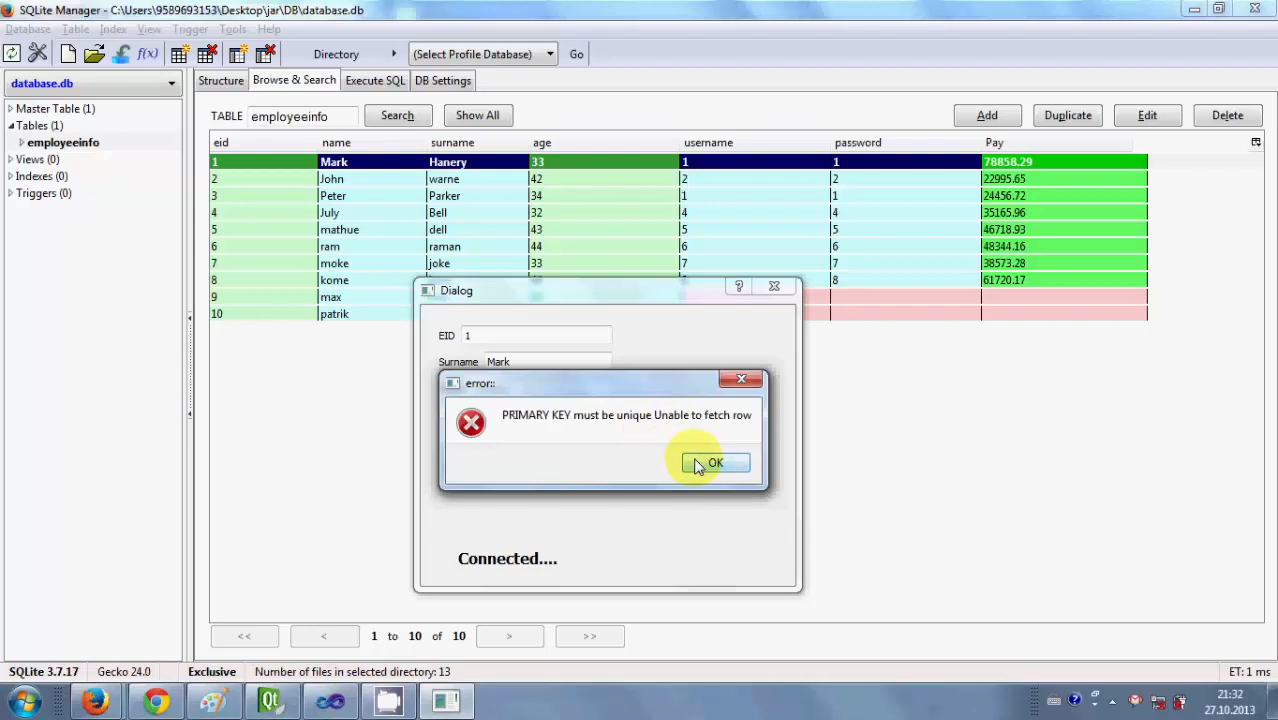 SQLite Manager - C:\Users\9589693153\Desktop\jar\DB\database.db
Database Table Index View Trigger Tools Help
f(x) Directory (Select Profile Database) Go
database.db
Structure Browse & Search Execute SQL DB Settings
Master Table (1)
Tables (1)
employeeinfo
Views (0)
Indexes (0)
Triggers (0)
TABLE employeeinfo Search Show All Add Duplicate Edit Delete
eid name surname age username password Pay
1 Mark Hanery 33 1 1 78858.29
2 John warne 42 2 2 22995.65
3 Peter Parker 34 1 1 24456.72
4 July Bell 32 4 4 35165.96
5 mathue dell 43 5 5 46718.93
6 ram raman 44 6 6 48344.16
7 moke joke 33 7 7 38573.28
8 kome 8 61720.17
9 max
10 patrik
Dialog ?
EID 1
Surname Mark
error::
PRIMARY KEY must be unique Unable to fetch row
OK
Connected....
<< < 1 to 10 of 10 > >>
SQLite 3.7.17 Gecko 24.0 Exclusive Number of files in selected directory: 13 ET: 1 ms
Qt
21:32
27.10.2013